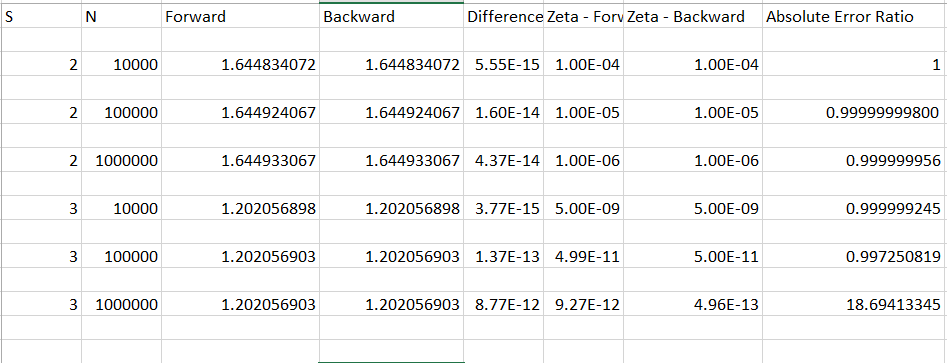 S N Forward Backward Difference Zeta - Forv Zeta - Backward Absolute Error Ratio
2 10000 1.644834072 1.644834072 5.55E-15 1.00E-04 1.00E-04 1
2 100000 1.644924067 1.644924067 1.60E-14 1.00E-05 1.00E-05 0.99999999800
2 1000000 1.644933067 1.644933067 4.37E-14 1.00E-06 1.00E-06 0.999999956
3 10000 1.202056898 1.202056898 3.77E-15 5.00E-09 5.00E-09 0.999999245
3 100000 1.202056903 1.202056903 1.37E-13 4.99E-11 5.00E-11 0.997250819
3 1000000 1.202056903 1.202056903 8.77E-12 9.27E-12 4.96E-13 18.69413345